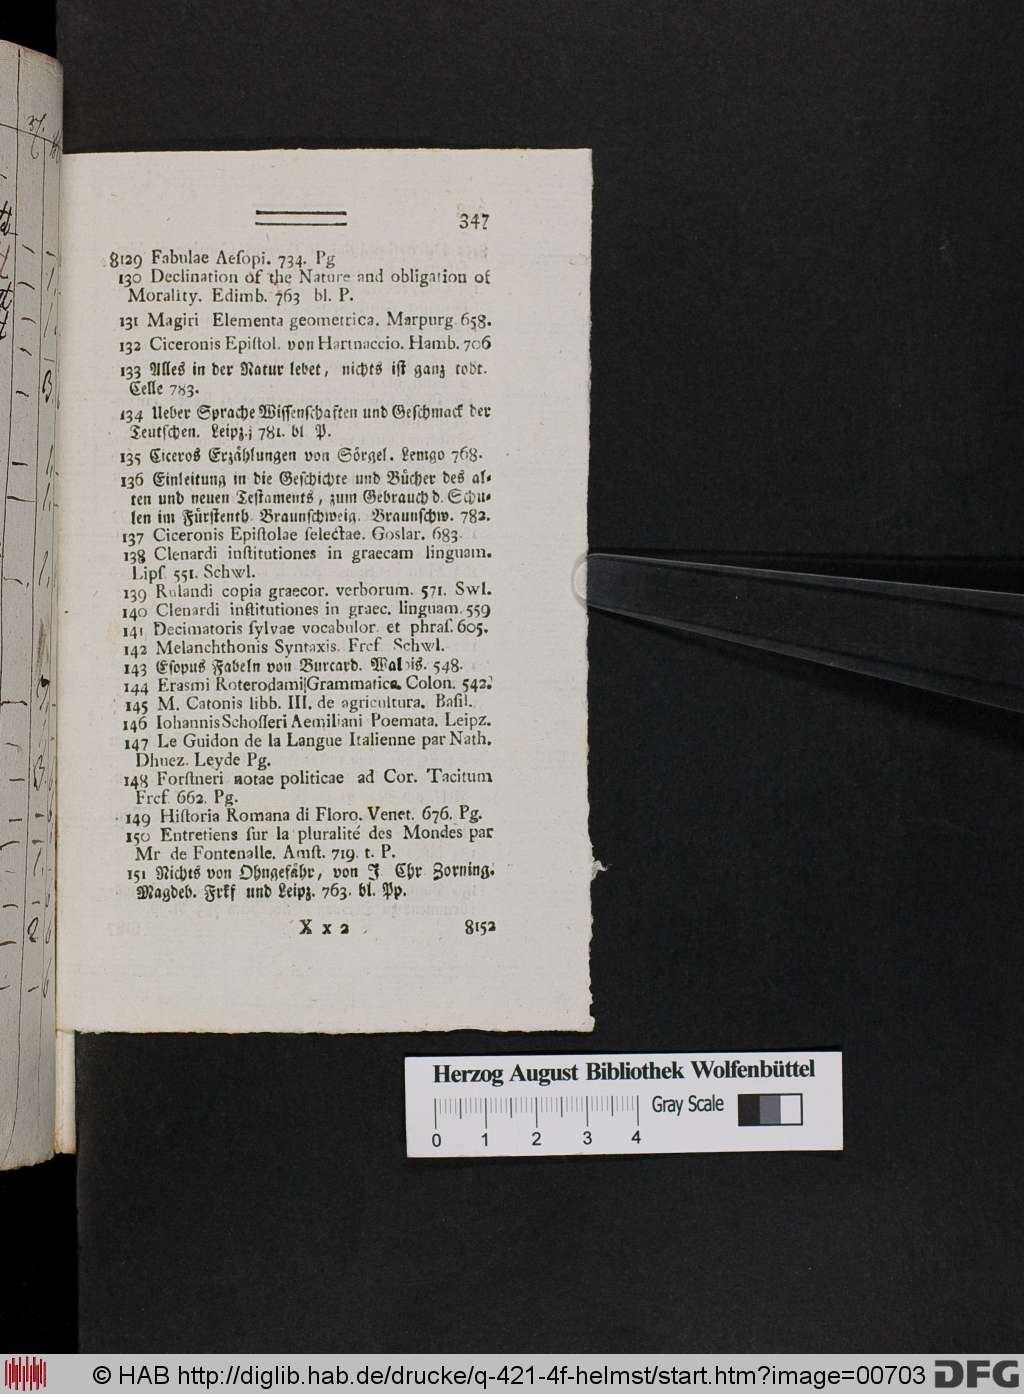 347
8129 Fabulae Aeſopi. 734. Pg
130 Declination of the Nature and obligation of
Morality. Edimb. 763 bl. P.
131 Magiri Elementa geometrica. Marpurg 658.
132 Ciceronis Epiſtol. von Hartnaccio. Hamb. 706
133 Alles in der Natur lebet, nichts iſt ganz todt.
Celle 783.
134 Ueber Sprache Wiſſenſchaften und Geſchmack der
Teutſchen. Leipz. 781. bl P.
135 Ciceros Erzählungen von Sörgel. Lemgo 768.
136 Einleitung in die Geſchichte und Bücher des al-
ten und neuen Teſtaments, zum Gebrauch d. Schu-
len im Fürſtenth Braunſchweig. Braunſchw. 782.
137 Ciceronis Epiſtolae ſelectae. Goslar. 683.
138 Clenardi inſtitutiones in graecam linguam.
Lipſ. 551. Schwl.
139 Rulandi copia graecor. verborum. 571. Swl.
140 Clenardi inſtitutiones in graec. linguam. 559
141 Decimatoris ſylvae vocabulor. et phraſ. 605.
142 Melanchthonis Syntaxis. Frcf Schwl.
143 Eſopus Fabeln von Burcard. Waldis. 548.
144 Erasmi Roterodami Grammatica. Colon. 542.
145 M. Catonis libb. III. de agricultura. Baſil.
146 Iohannis Schoſſeri Aemiliani Poemata. Leipz.
147 Le Guidon de la Langue Italienne par Nath.
Dhuez. Leyde Pg.
148 Forſtneri notae politicae ad Cor. Tacitum
Frcf 662. Pg.
149 Hiſtoria Romana di Floro. Venet. 676. Pg.
150 Entretiens ſur la pluralité des Mondes par
Mr de Fontenalle. Amſt. 719. t. P.
151 Nichts von Ohngefähr, von J Chr Zorning.
Magdeb. Frkf und Leipz. 763. bl. Pp.
X x 2 8152
Herzog August Bibliothek Wolfenbüttel
Gray Scale
0 1 2 3 4
© HAB http://diglib.hab.de/drucke/q-421-4f-helmst/start.htm?image=00703 DFG